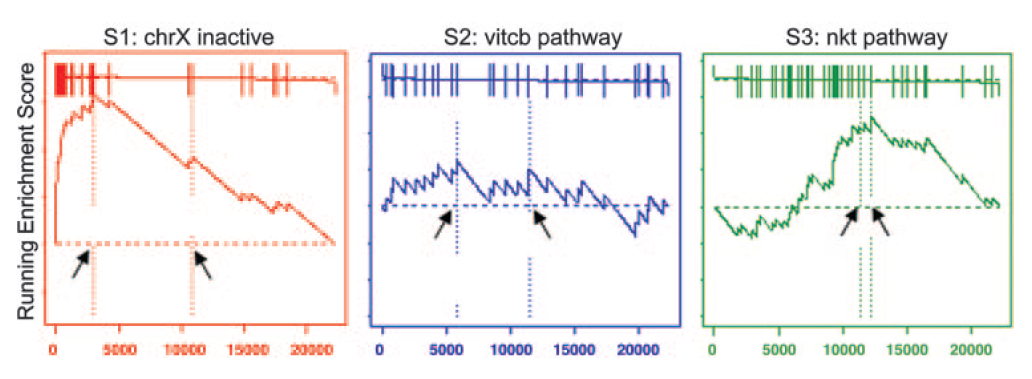 S1: chrX inactive
S2: vitcb pathway
S3: nkt pathway
Running Enrichment Score
0 5000 10000 15000 20000
0 5000 10000 15000 20000
0 5000 10000 15000 20000